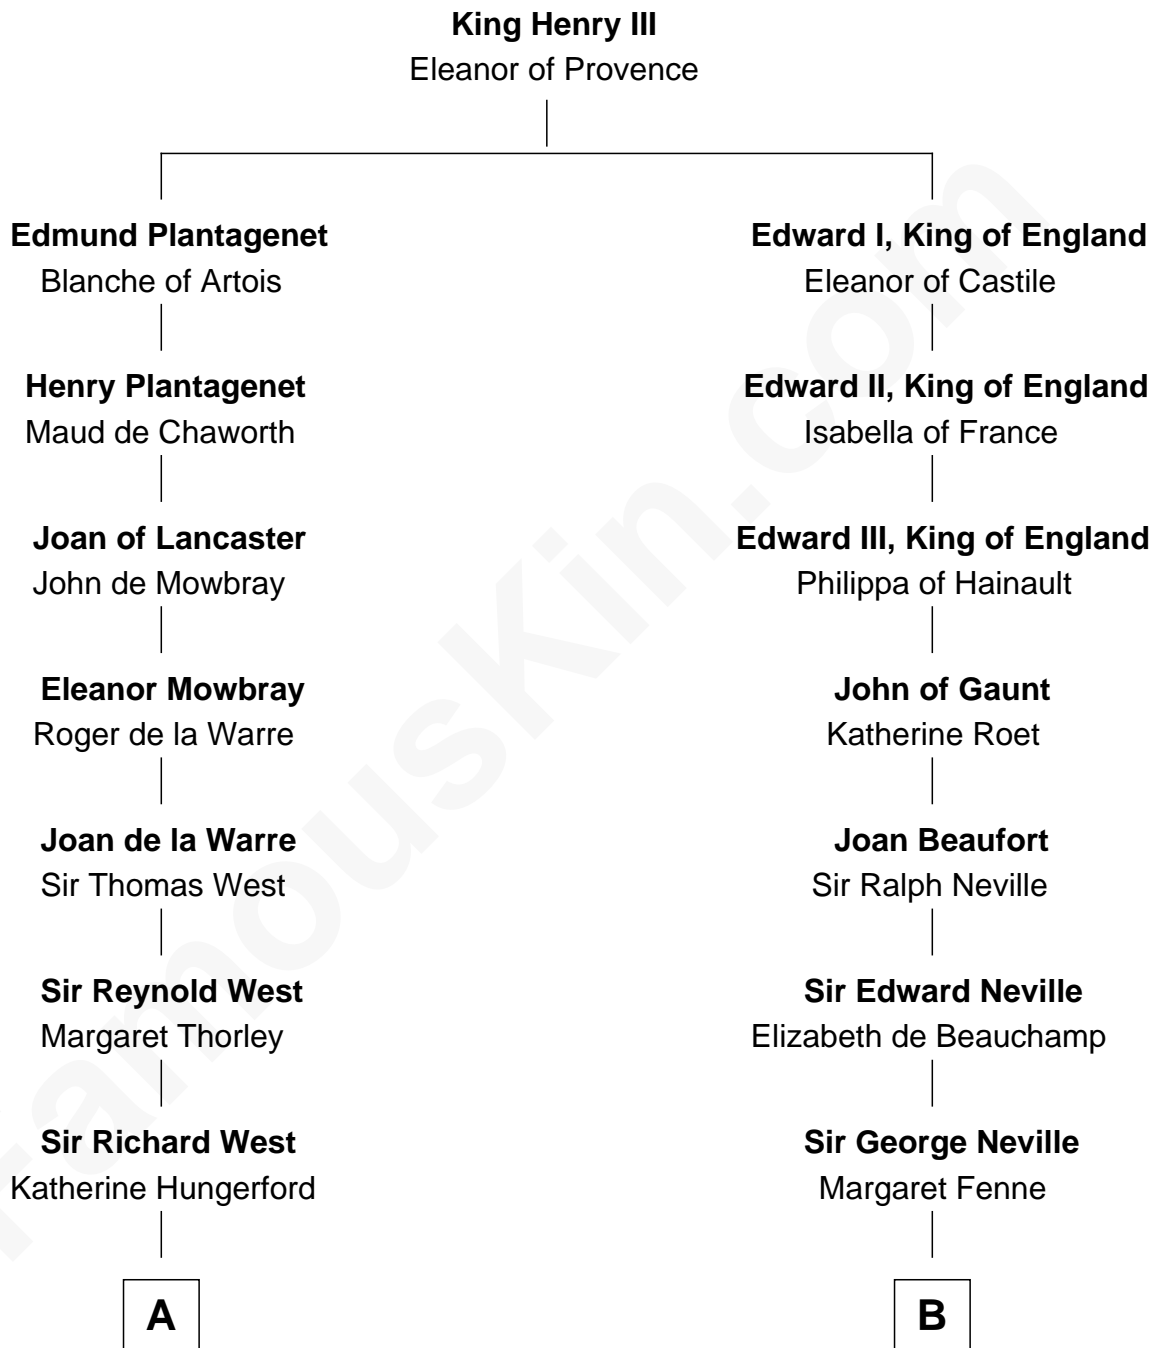 King Henry III
Eleanor of Provence
Edmund Plantagenet
Blanche of Artois
Edward I, King of England
Eleanor of Castile
Henry Plantagenet
Maud de Chaworth
Edward II, King of England
Isabella of France
Joan of Lancaster
John de Mowbray
Edward III, King of England
Philippa of Hainault
Eleanor Mowbray
Roger de la Warre
John of Gaunt
Katherine Roet
Joan de la Warre
Sir Thomas West
Joan Beaufort
Sir Ralph Neville
Sir Reynold West
Margaret Thorley
Sir Edward Neville
Elizabeth de Beauchamp
Sir Richard West
Katherine Hungerford
Sir George Neville
Margaret Fenne
A
B
FamousKin.com